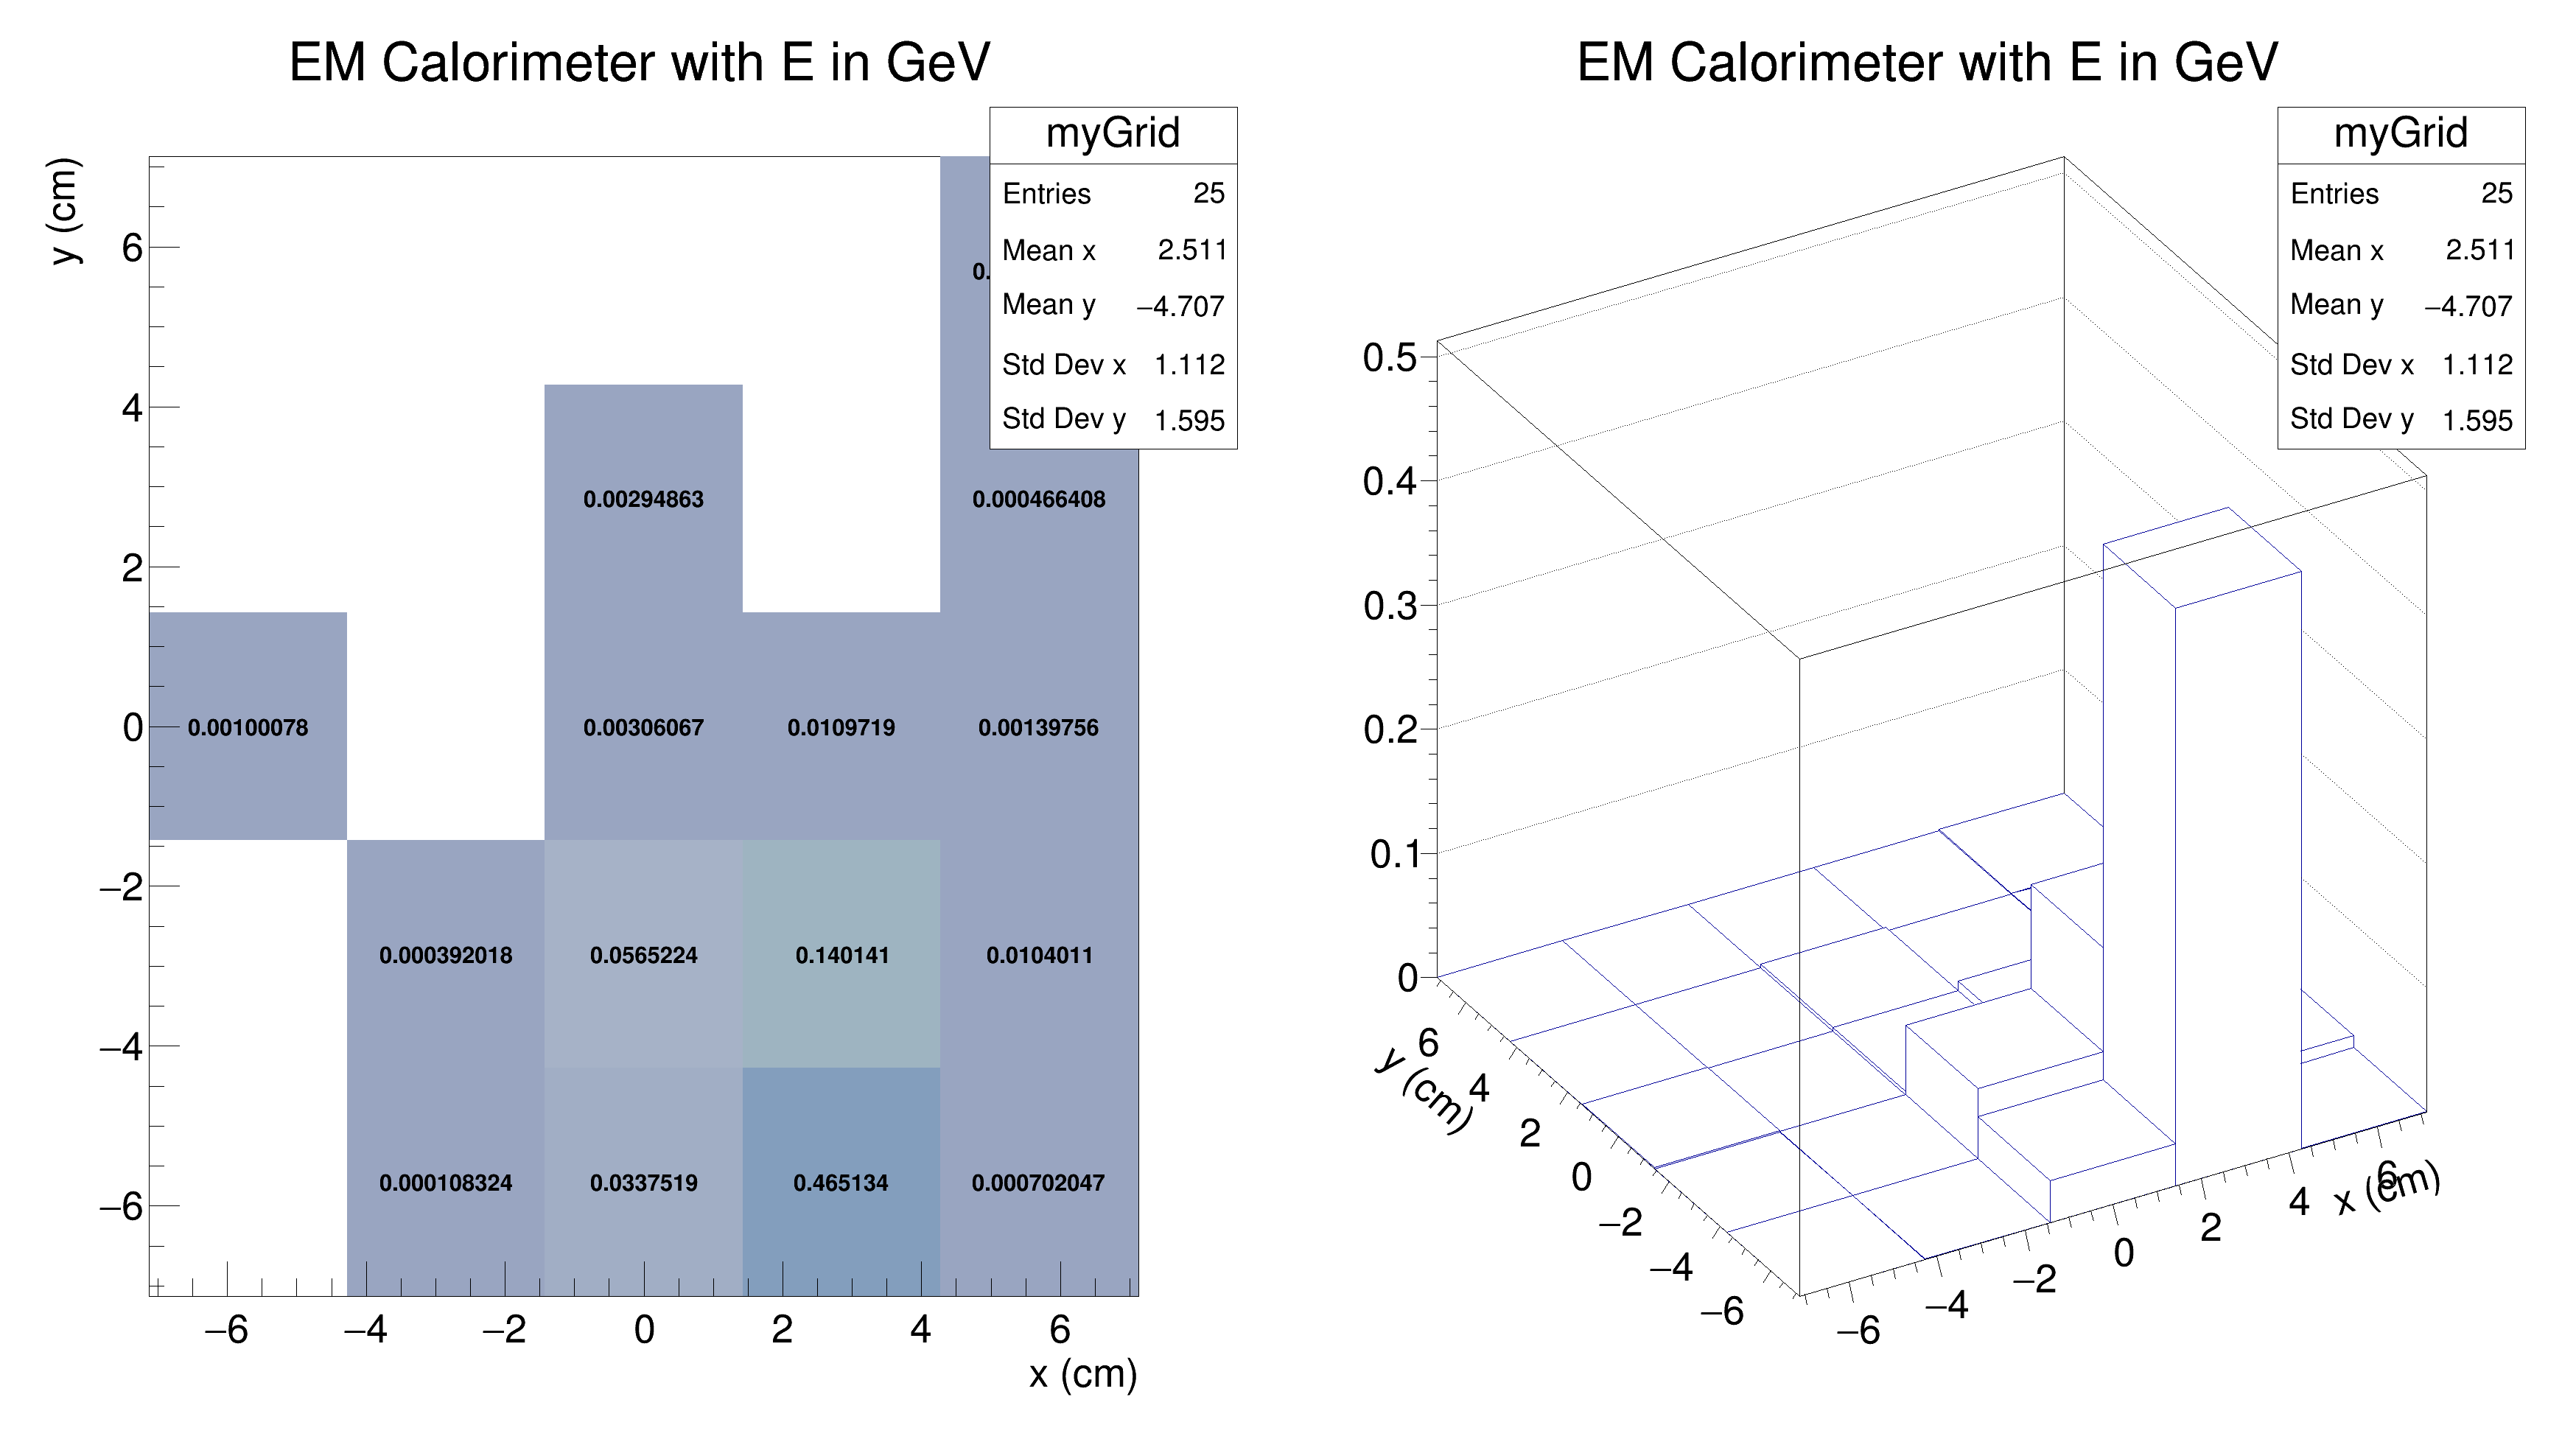 EM Calorimeter with E in GeV
myGrid
Entries 25
Mean x 2.511
Mean y −4.707
Std Dev x 1.112
Std Dev y 1.595
y (cm)
6
4
2
0
−2
−4
−6
0.
0.00294863 0.000466408
0.00100078 0.00306067 0.0109719 0.00139756
0.000392018 0.0565224 0.140141 0.0104011
0.000108324 0.0337519 0.465134 0.000702047
−6 −4 −2 0 2 4 6
x (cm)
EM Calorimeter with E in GeV
myGrid
Entries 25
Mean x 2.511
Mean y −4.707
Std Dev x 1.112
Std Dev y 1.595
0.5
0.4
0.3
0.2
0.1
0
6
4
2
0
−2
−4
−6
y (cm)
−6
−4
−2
0
2
4
6
x (cm)